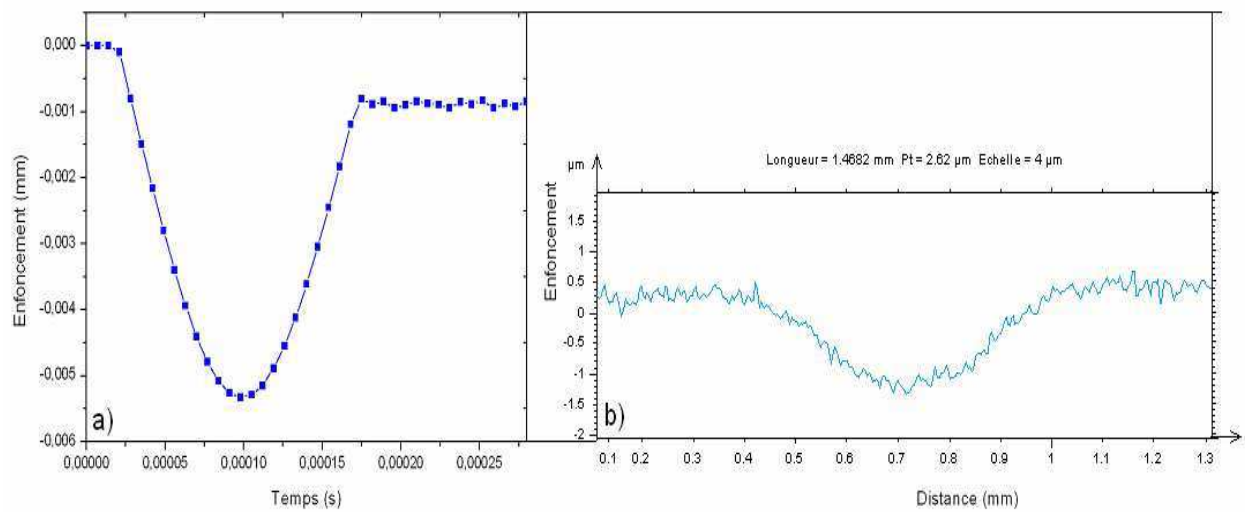 0,000
-0,001
-0,002
-0,003
-0,004
-0,005
-0,006
Enfoncement (mm)
a)
0,00000 0,00005 0,00010 0,00015 0,00020 0,00025
Temps (s)
µm
Longueur = 1.4682 mm Pt = 2.62 µm Echelle = 4 µm
1.5
1
0.5
0
-0.5
-1
-1.5
-2
Enfoncement
b)
0.1 0.2 0.3 0.4 0.5 0.6 0.7 0.8 0.9 1 1.1 1.2 1.3
Distance (mm)